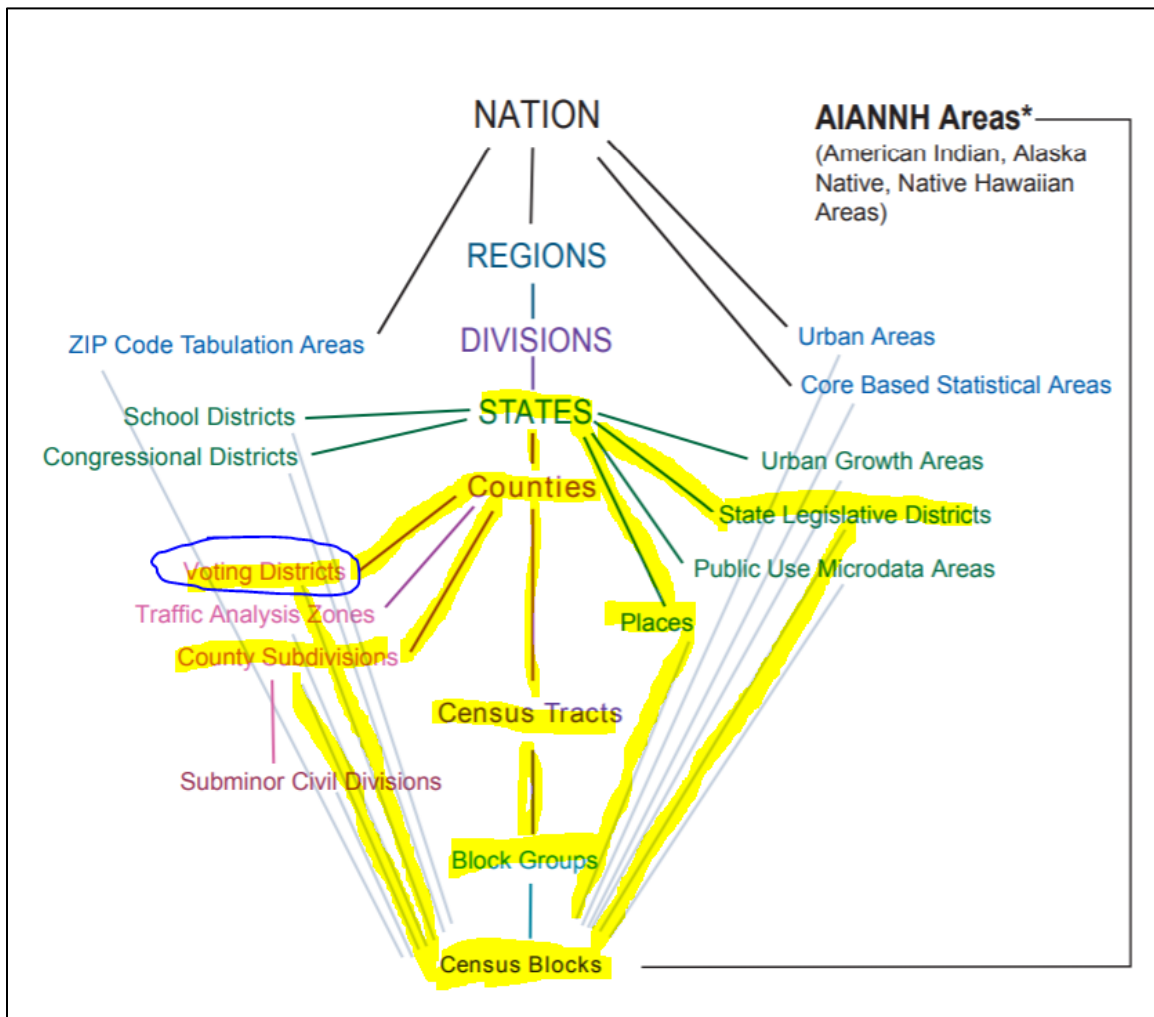 NATION
AIANNH Areas*
(American Indian, Alaska
Native, Native Hawaiian
Areas)
REGIONS
ZIP Code Tabulation Areas
DIVISIONS
Urban Areas
Core Based Statistical Areas
School Districts
STATES
Congressional Districts
Urban Growth Areas
Counties
State Legislative Districts
Voting Districts
Public Use Microdata Areas
Traffic Analysis Zones
Places
County Subdivisions
Census Tracts
Subminor Civil Divisions
Block Groups
Census Blocks